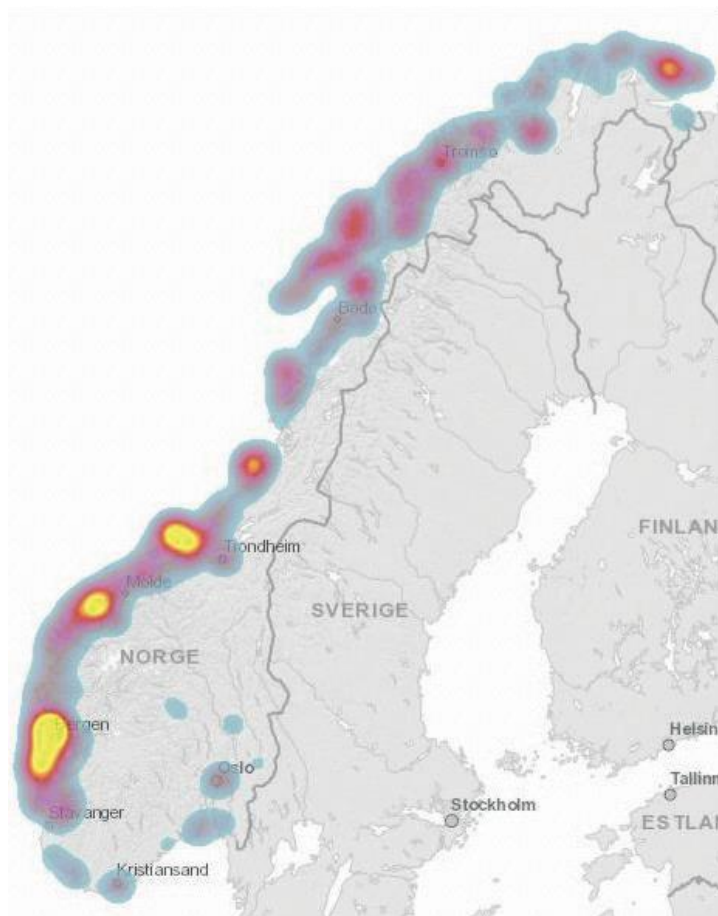 Tromsø
Bodø
FINLAN
Trondheim
Molde
SVERIGE
NORGE
Bergen
Helsin
Oslo
Tallinn
Stockholm
Stavanger
ESTLA
Kristiansand